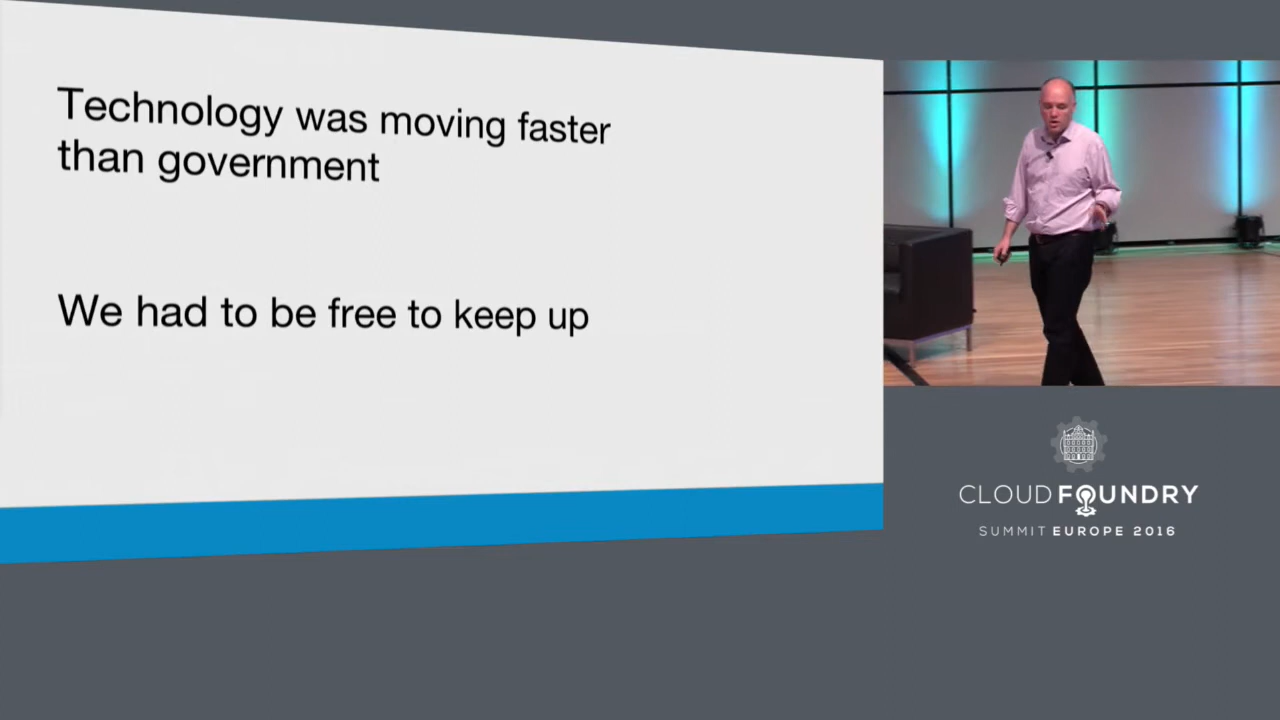 Technology was moving faster
than government
We had to be free to keep up
CLOUD FOUNDRY
SUMMIT EUROPE 2016